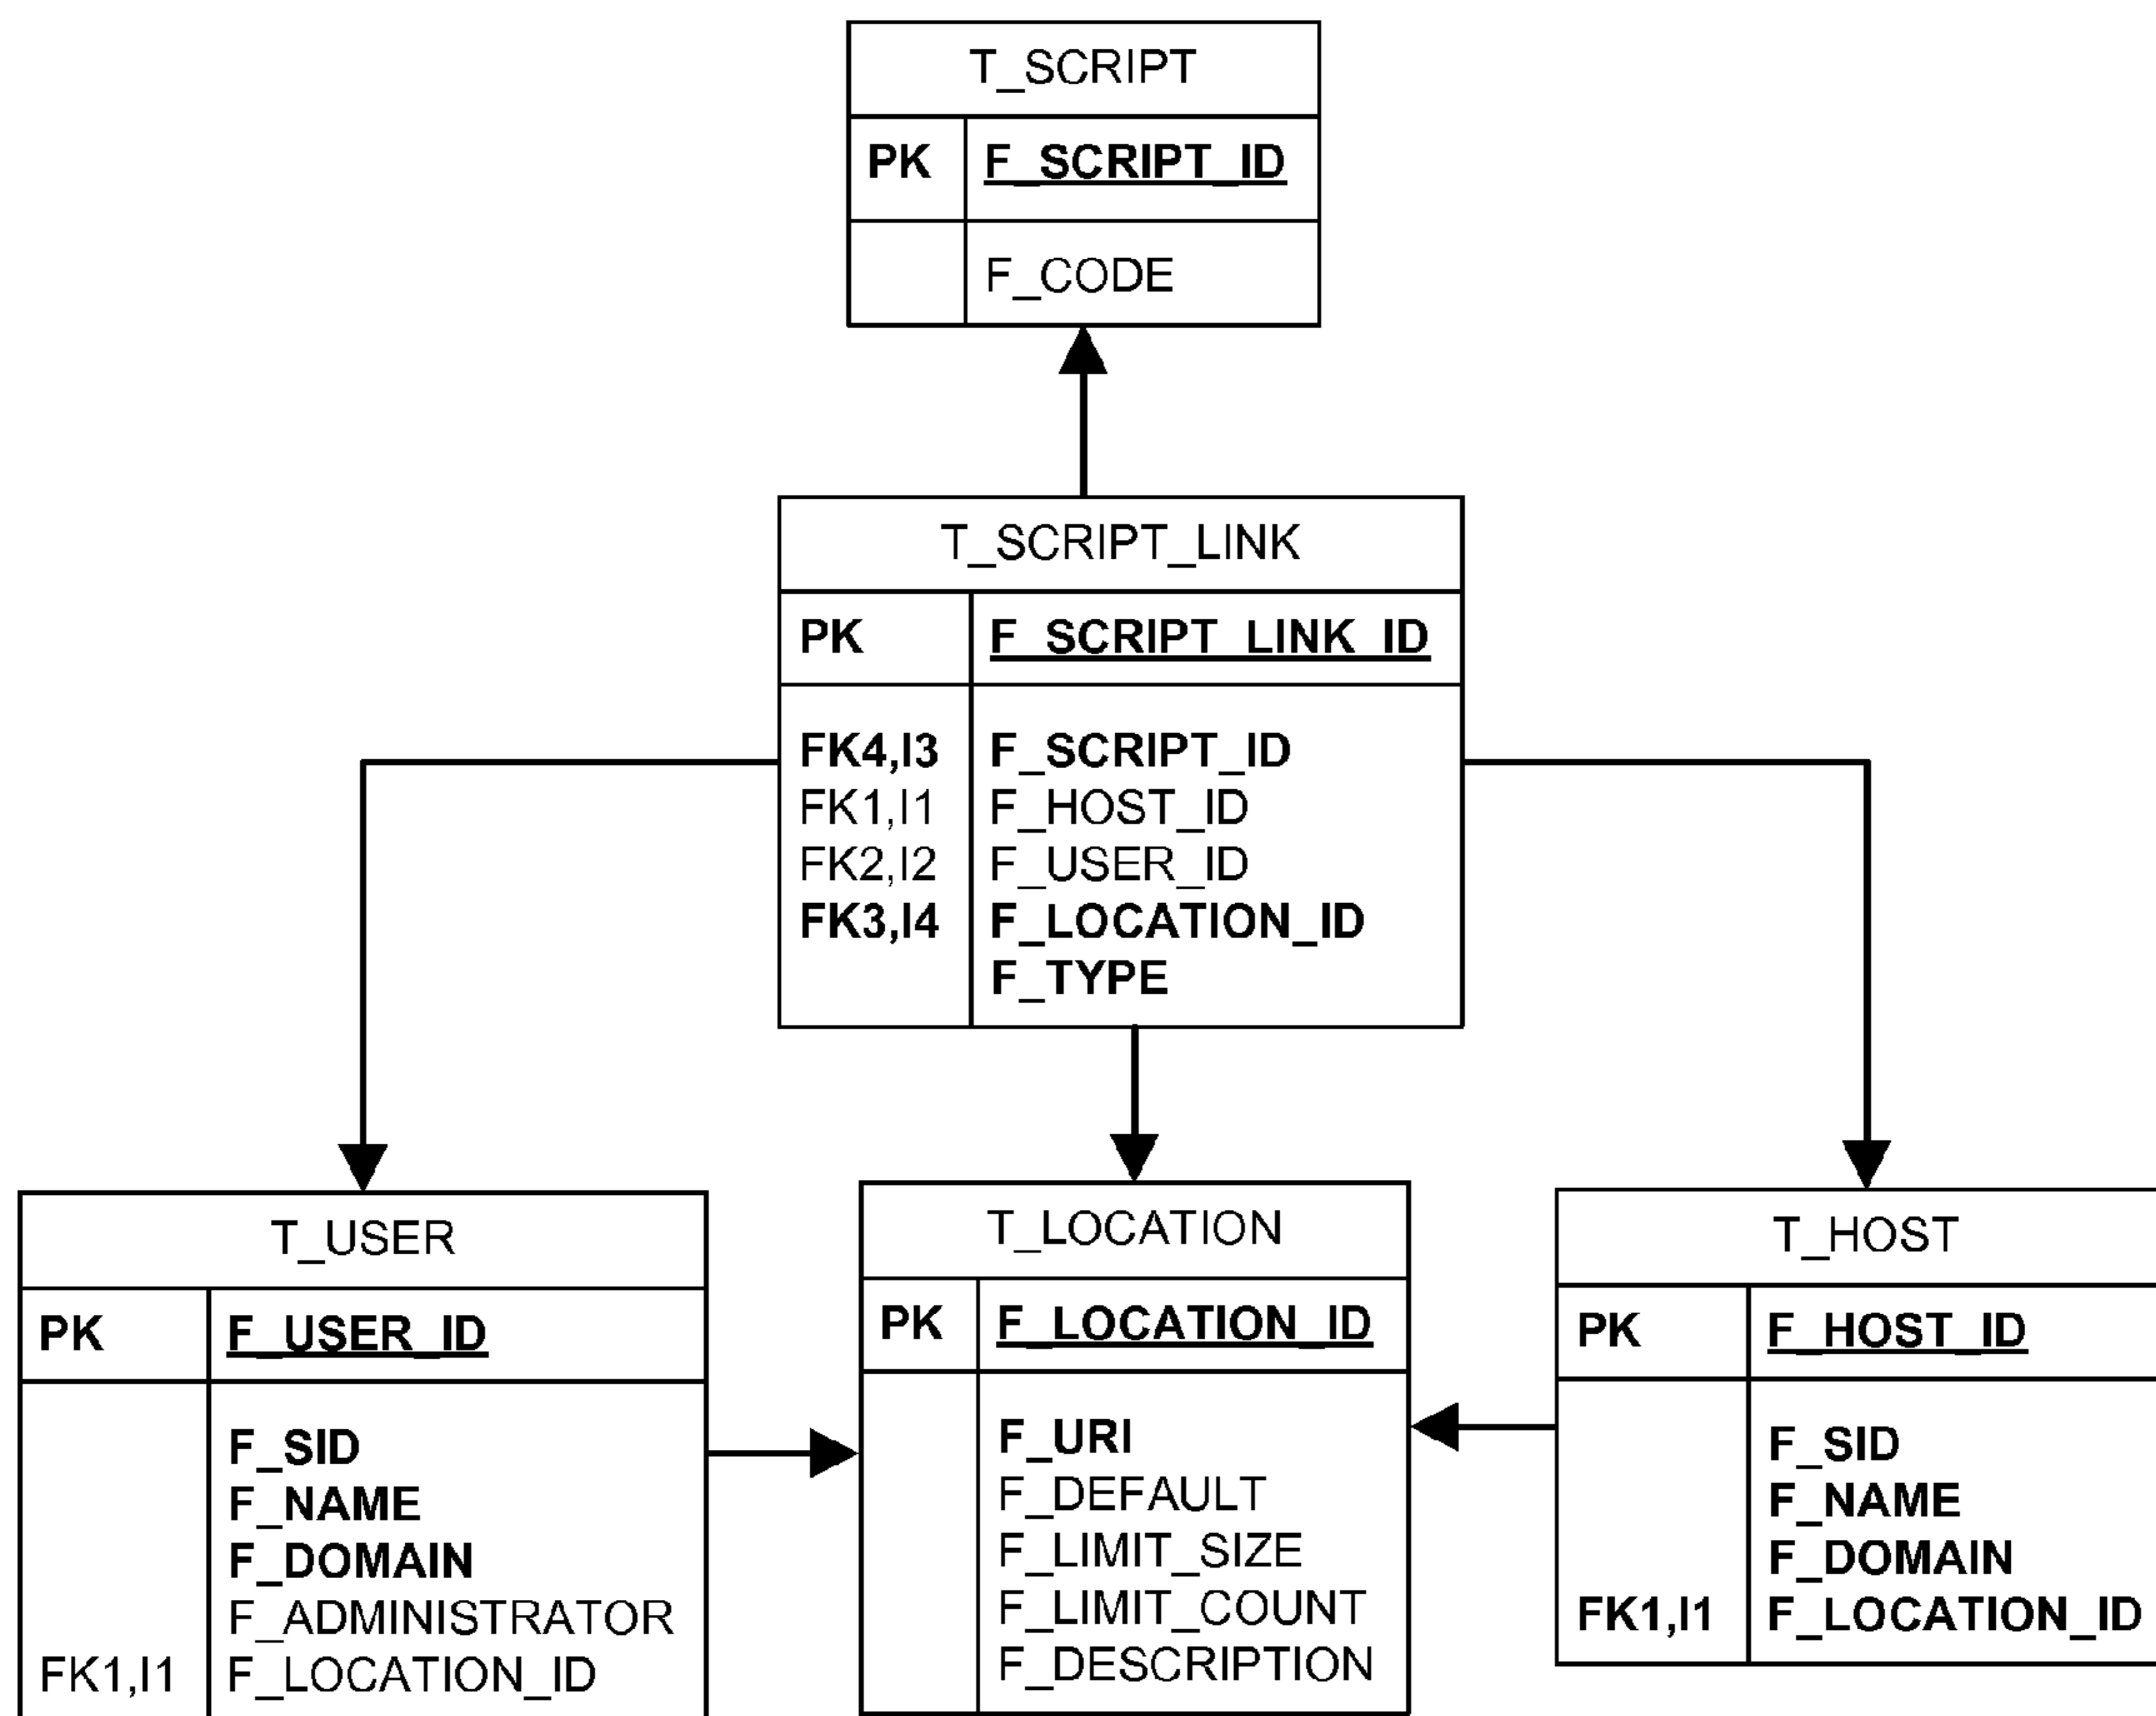 T_SCRIPT
PK F_SCRIPT_ID
F_CODE
T_SCRIPT_LINK
PK F_SCRIPT_LINK_ID
FK4,I3 F_SCRIPT_ID
FK1,I1 F_HOST_ID
FK2,I2 F_USER_ID
FK3,I4 F_LOCATION_ID
F_TYPE
T_USER
PK F_USER_ID
F_SID
F_NAME
F_DOMAIN
F_ADMINISTRATOR
FK1,I1 F_LOCATION_ID
T_LOCATION
PK F_LOCATION_ID
F_URI
F_DEFAULT
F_LIMIT_SIZE
F_LIMIT_COUNT
F_DESCRIPTION
T_HOST
PK F_HOST_ID
F_SID
F_NAME
F_DOMAIN
FK1,I1 F_LOCATION_ID